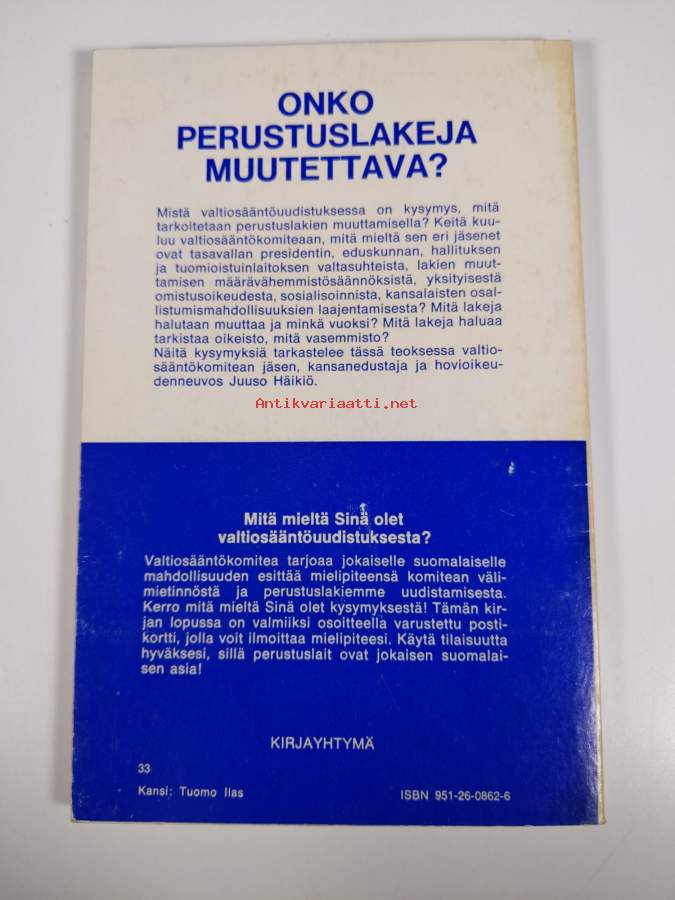 ONKO
PERUSTUSLAKEJA
MUUTETTAVA?
Mistä valtiosääntöuudistuksessa on kysymys, mitä
tarkoitetaan perustuslakien muuttamisella? Keitä kuu-
luu valtiosääntökomiteaan, mitä mieltä sen eri jäsenet
ovat tasavallan presidentin, eduskunnan, hallituksen
ja tuomioistuinlaitoksen valtasuhteista, lakien muut-
tamisen määrävähemmistösäännöksistä, yksityisestä
omistusoikeudesta, sosialisoinnista, kansalaisten osal-
listumismahdollisuuksien laajentamisesta? Mitä lakeja
halutaan muuttaa ja minkä vuoksi? Mitä lakeja haluaa
tarkistaa oikeisto, mitä vasemmisto?
Näitä kysymyksiä tarkastelee tässä teoksessa valtio-
sääntökomitean jäsen, kansanedustaja ja hovioikeu-
denneuvos Juuso Häikiö.
Antikvariaatti.net
Mitä mieltä Sinä olet
valtiosääntöuudistuksesta?
Valtiosääntökomitea tarjoaa jokaiselle suomalaiselle
mahdollisuuden esittää mielipiteensä komitean väli-
mietinnöstä ja perustuslakiemme uudistamisesta.
Kerro mitä mieltä Sinä olet kysymyksestä! Tämän kir-
jan lopussa on valmiiksi osoitteella varustettu posti-
kortti, jolla voit ilmoittaa mielipiteesi. Käytä tilaisuutta
hyväksesi, sillä perustuslait ovat jokaisen suomalai-
sen asia!
KIRJAYHTYMÄ
33
Kansi: Tuomo Ilas
ISBN 951-26-0862-6